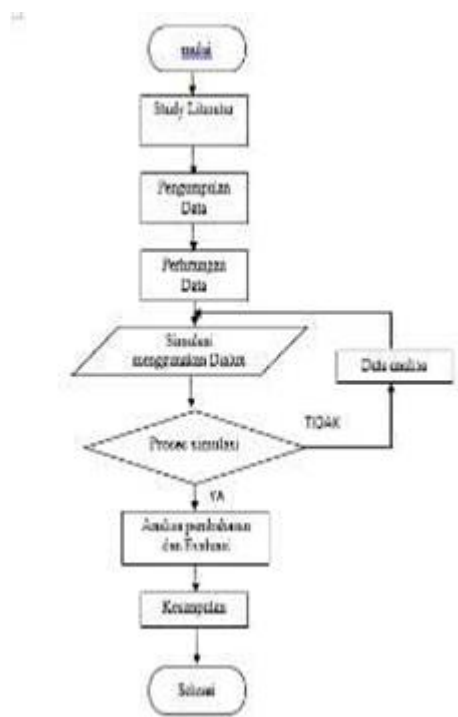 mulai
Study Literatur
Pengumpulan
Data
Perhitungan
Data
Simulasi
menggunakan Dialux
Data analisa
TIDAK
Proses simulasi
YA
Analisa pembahasan
dan Evaluasi
Kesimpulan
Selesai